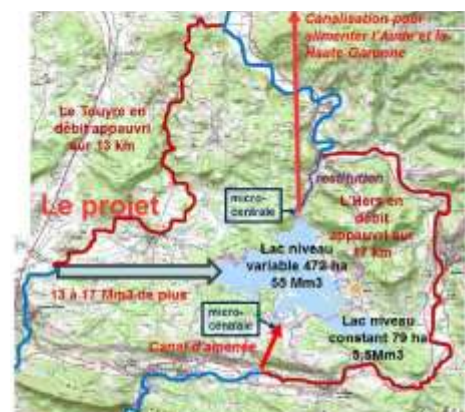 Canalisation pour
alimenter l'Aude et la
Haute Garonne
Le Touyre en
débit appauvri
sur 13 km
restitution
micro-
centrale
L'Hers en
débit
appauvri sur
17 km
Le projet
Lac niveau
variable 479 ha
55 Mm3
13 à 17 Mm3 de plus
micro-
centrale
Lac niveau
constant 79 ha
5,5Mm3
Canal d'amenée